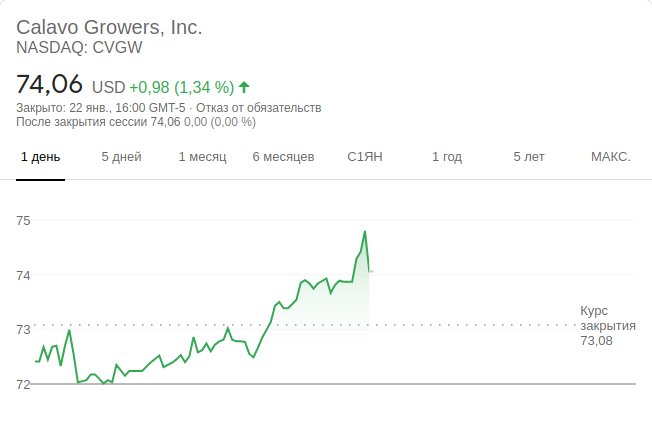 Calavo Growers, Inc.
NASDAQ: CVGW
74,06 USD +0,98 (1,34 %)
Закрыто: 22 янв., 16:00 GMT-5 · Отказ от обязательств
После закрытия сессии 74,06 0,00 (0,00 %)
1 день 5 дней 1 месяц 6 месяцев С1ЯН 1 год 5 лет МАКС.
75
74
73
72
Курс
закрытия
73,08